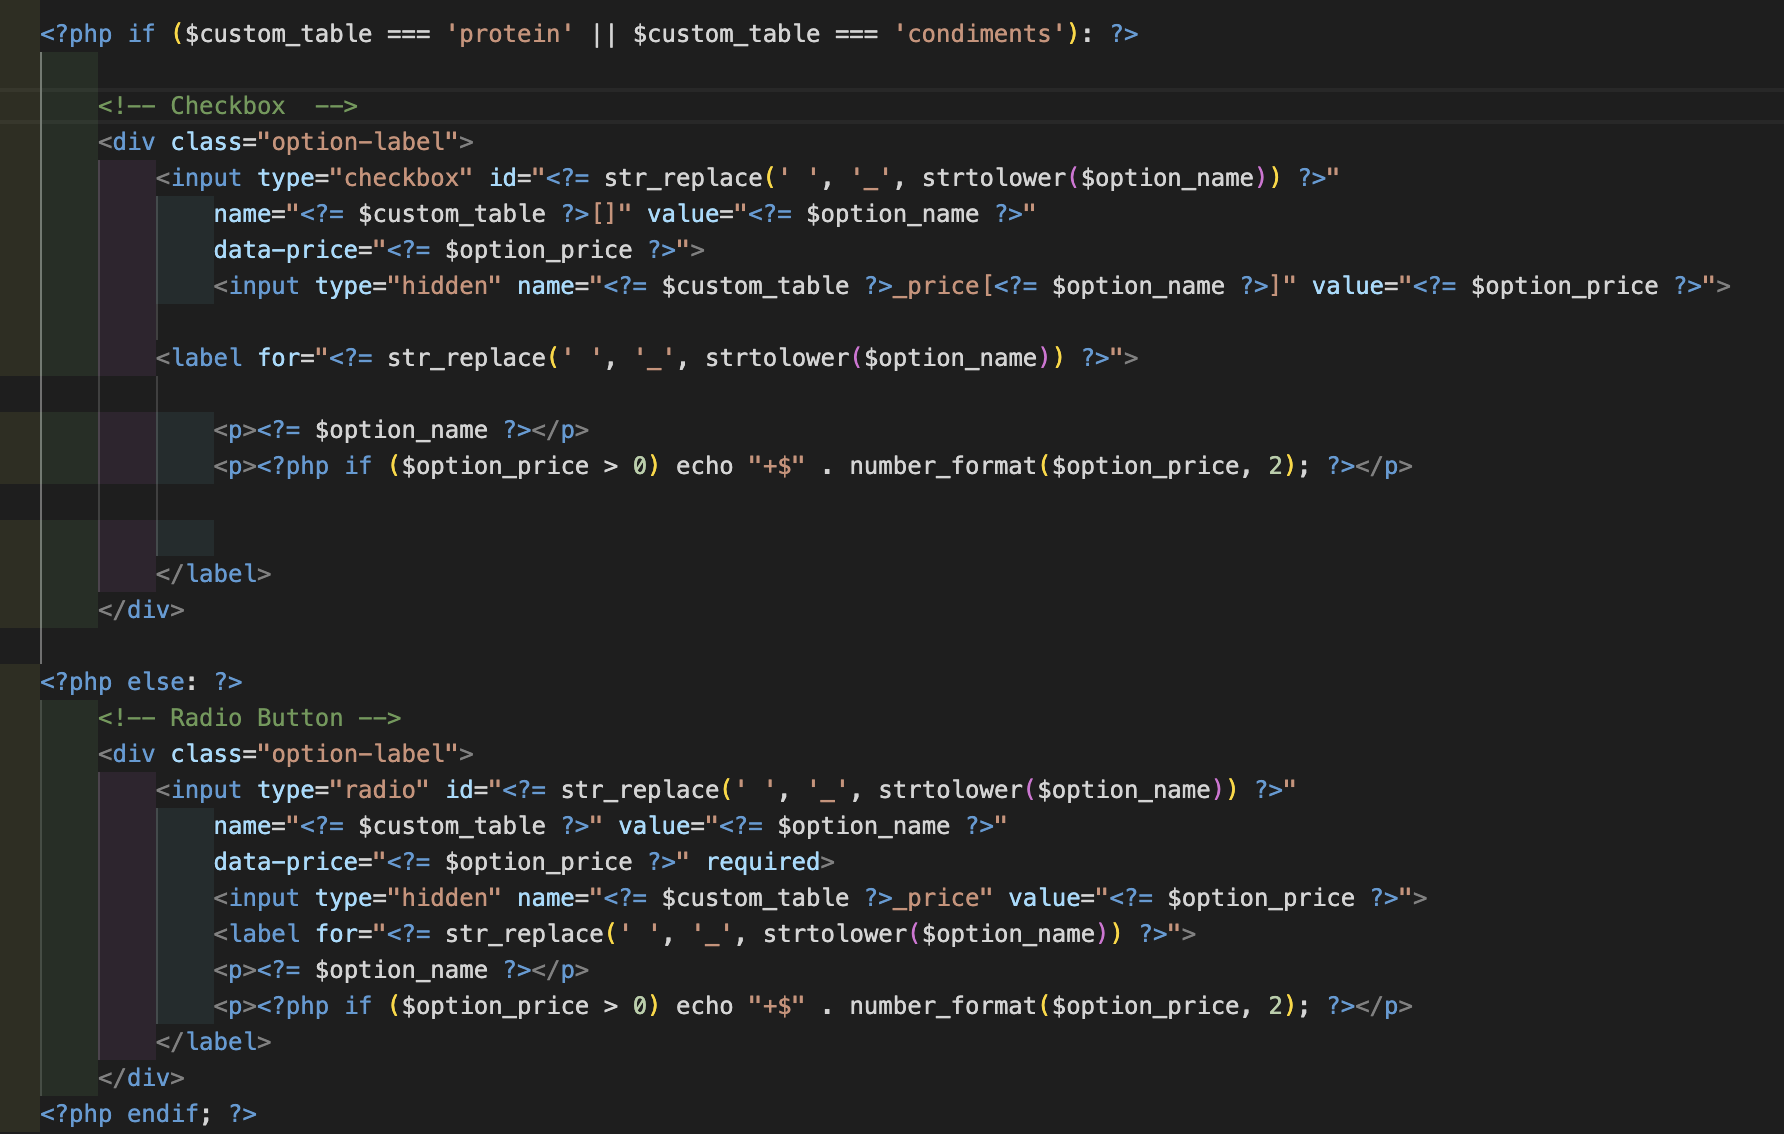 <?php if ($custom_table === 'protein' || $custom_table === 'condiments'): ?>
<!-- Checkbox  -->
<div class="option-label">
<input type="checkbox" id="<?= str_replace(' ', '_', strtolower($option_name)) ?>"
name="<?= $custom_table ?>[]" value="<?= $option_name ?>"
data-price="<?= $option_price ?>">
<input type="hidden" name="<?= $custom_table ?>_price[<?= $option_name ?>]" value="<?= $option_price ?>">
<label for="<?= str_replace(' ', '_', strtolower($option_name)) ?>">
<p><?= $option_name ?></p>
<p><?php if ($option_price > 0) echo "+$" . number_format($option_price, 2); ?></p>
</label>
</div>
<?php else: ?>
<!-- Radio Button -->
<div class="option-label">
<input type="radio" id="<?= str_replace(' ', '_', strtolower($option_name)) ?>"
name="<?= $custom_table ?>" value="<?= $option_name ?>"
data-price="<?= $option_price ?>" required>
<input type="hidden" name="<?= $custom_table ?>_price" value="<?= $option_price ?>">
<label for="<?= str_replace(' ', '_', strtolower($option_name)) ?>">
<p><?= $option_name ?></p>
<p><?php if ($option_price > 0) echo "+$" . number_format($option_price, 2); ?></p>
</label>
</div>
<?php endif; ?>